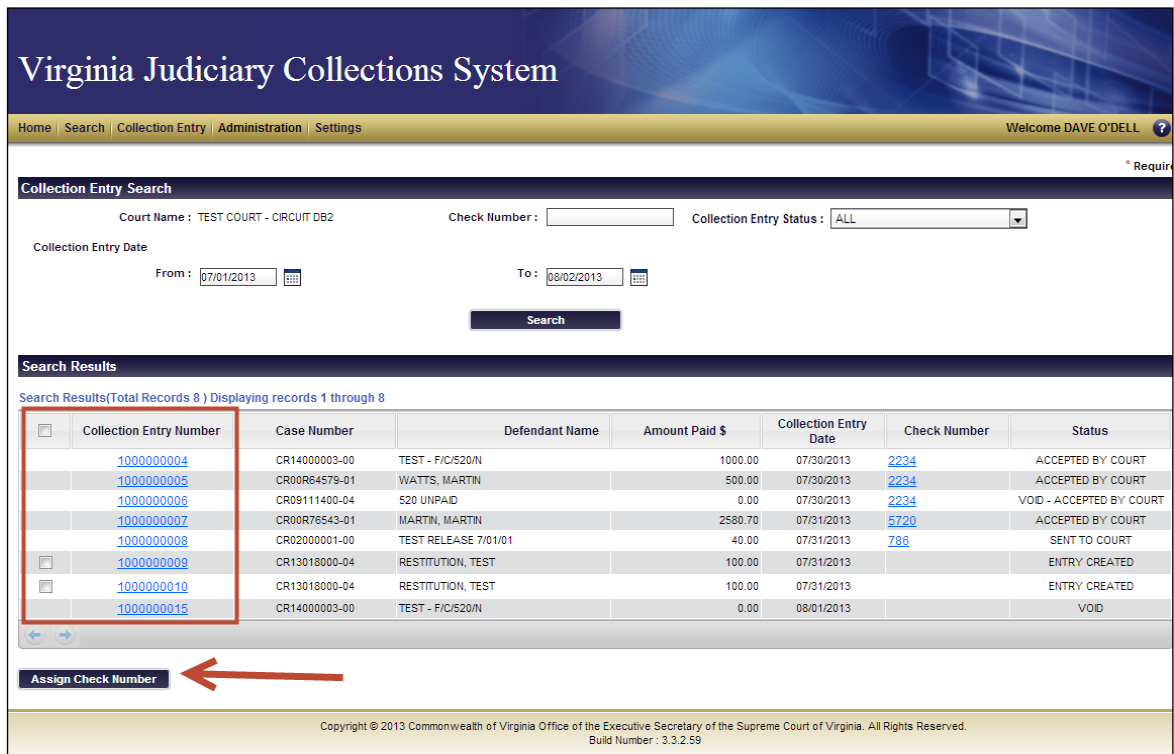 Virginia Judiciary Collections System
Home | Search | Collection Entry | Administration | Settings Welcome DAVE O'DELL ?
* Require
Collection Entry Search
Court Name : TEST COURT - CIRCUIT DB2 Check Number : Collection Entry Status : ALL
Collection Entry Date
From : 07/01/2013 To : 08/02/2013
Search
Search Results
Search Results(Total Records 8 ) Displaying records 1 through 8
Collection Entry Number Case Number Defendant Name Amount Paid $ Collection Entry Date Check Number Status
1000000004 CR14000003-00 TEST - F/C/520/N 1000.00 07/30/2013 2234 ACCEPTED BY COURT
1000000005 CR00R64579-01 WATTS, MARTIN 500.00 07/30/2013 2234 ACCEPTED BY COURT
1000000006 CR09111400-04 520 UNPAID 0.00 07/30/2013 2234 VOID - ACCEPTED BY COURT
1000000007 CR00R76543-01 MARTIN, MARTIN 2580.70 07/31/2013 5720 ACCEPTED BY COURT
1000000008 CR02000001-00 TEST RELEASE 7/01/01 40.00 07/31/2013 786 SENT TO COURT
1000000009 CR13018000-04 RESTITUTION, TEST 100.00 07/31/2013 ENTRY CREATED
1000000010 CR13018000-04 RESTITUTION, TEST 100.00 07/31/2013 ENTRY CREATED
1000000015 CR14000003-00 TEST - F/C/520/N 0.00 08/01/2013 VOID
Assign Check Number
Copyright © 2013 Commonwealth of Virginia Office of the Executive Secretary of the Supreme Court of Virginia. All Rights Reserved.
Build Number : 3.3.2.59